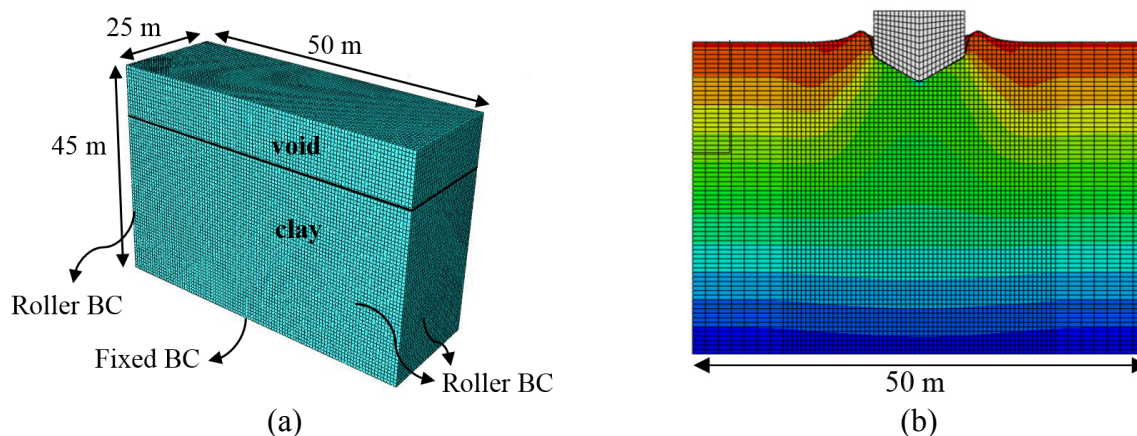 25 m
50 m
45 m
void
clay
Roller BC
Fixed BC
Roller BC
(a)
50 m
(b)